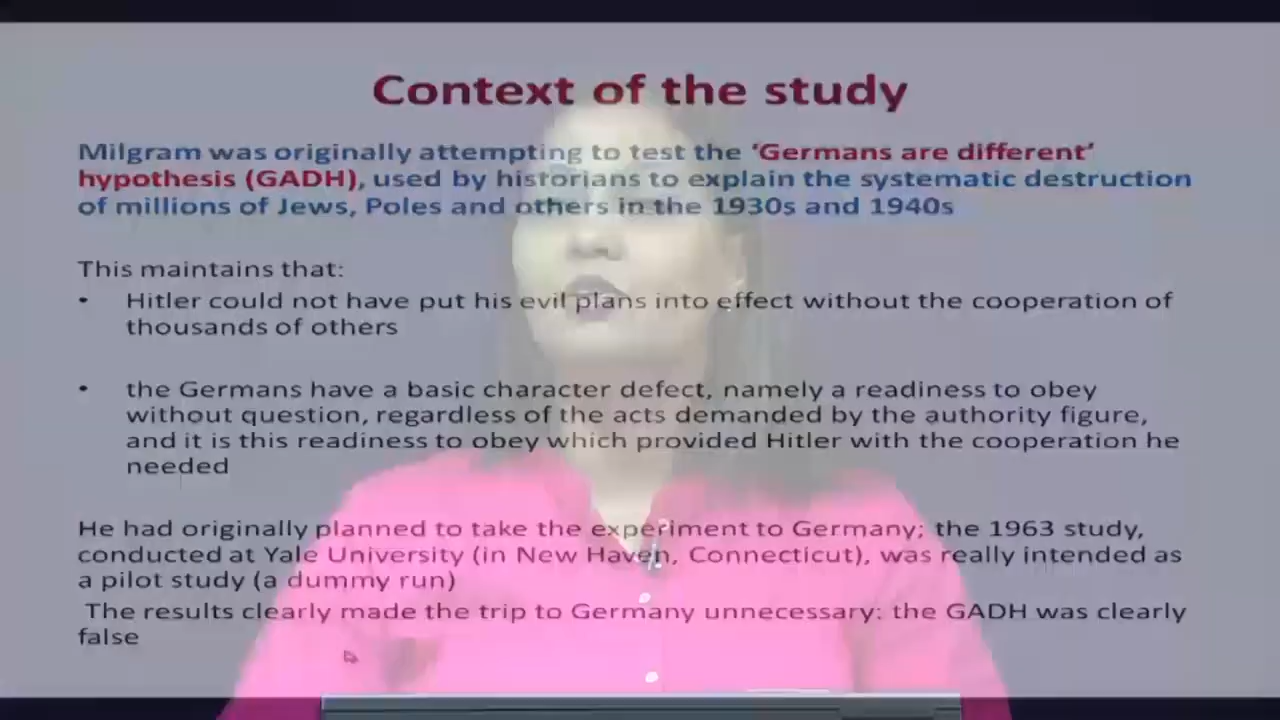 Context of the study
Milgram was originally attempting to test the ‘Germans are different’
hypothesis (GADH), used by historians to explain the systematic destruction
of millions of Jews, Poles and others in the 1930s and 1940s
This maintains that:
• Hitler could not have put his evil plans into effect without the cooperation of
thousands of others
• the Germans have a basic character defect, namely a readiness to obey
without question, regardless of the acts demanded by the authority figure,
and it is this readiness to obey which provided Hitler with the cooperation he
needed
He had originally planned to take the experiment to Germany; the 1963 study,
conducted at Yale University (in New Haven, Connecticut), was really intended as
a pilot study (a dummy run)
The results clearly made the trip to Germany unnecessary: the GADH was clearly
false